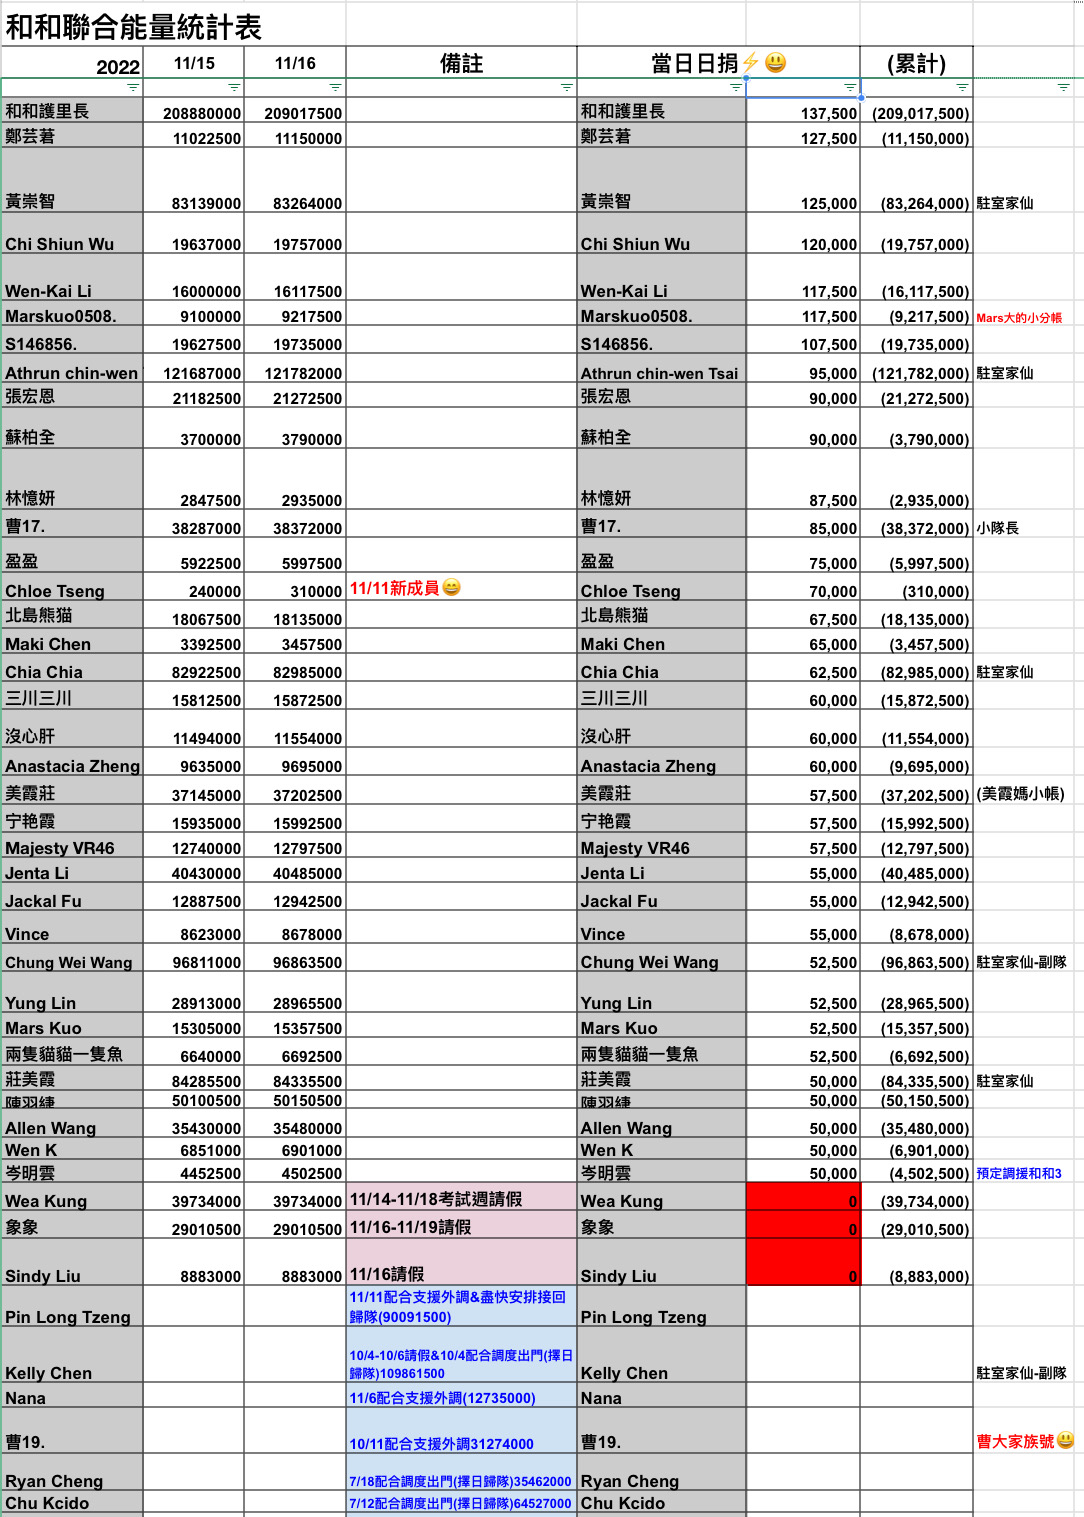 和和聯合能量統計表
2022 11/15 11/16 備註 當日日捐⚡😃 (累計)
和和護里長 208880000 209017500 和和護里長 137,500 (209,017,500)
鄭芸著 11022500 11150000 鄭芸著 127,500 (11,150,000)
黃崇智 83139000 83264000 黃崇智 125,000 (83,264,000) 駐室家仙
Chi Shiun Wu 19637000 19757000 Chi Shiun Wu 120,000 (19,757,000)
Wen-Kai Li 16000000 16117500 Wen-Kai Li 117,500 (16,117,500)
Marskuo0508. 9100000 9217500 Marskuo0508. 117,500 (9,217,500) Mars大的小分帳
S146856. 19627500 19735000 S146856. 107,500 (19,735,000)
Athrun chin-wen 121687000 121782000 Athrun chin-wen Tsai 95,000 (121,782,000) 駐室家仙
張宏恩 21182500 21272500 張宏恩 90,000 (21,272,500)
蘇柏全 3700000 3790000 蘇柏全 90,000 (3,790,000)
林憶妍 2847500 2935000 林憶妍 87,500 (2,935,000)
曹17. 38287000 38372000 曹17. 85,000 (38,372,000) 小隊長
盈盈 5922500 5997500 盈盈 75,000 (5,997,500)
Chloe Tseng 240000 310000 11/11新成員😄 Chloe Tseng 70,000 (310,000)
北島熊猫 18067500 18135000 北島熊猫 67,500 (18,135,000)
Maki Chen 3392500 3457500 Maki Chen 65,000 (3,457,500)
Chia Chia 82922500 82985000 Chia Chia 62,500 (82,985,000) 駐室家仙
三川三川 15812500 15872500 三川三川 60,000 (15,872,500)
沒心肝 11494000 11554000 沒心肝 60,000 (11,554,000)
Anastacia Zheng 9635000 9695000 Anastacia Zheng 60,000 (9,695,000)
美霞莊 37145000 37202500 美霞莊 57,500 (37,202,500) (美霞媽小帳)
宁艳霞 15935000 15992500 宁艳霞 57,500 (15,992,500)
Majesty VR46 12740000 12797500 Majesty VR46 57,500 (12,797,500)
Jenta Li 40430000 40485000 Jenta Li 55,000 (40,485,000)
Jackal Fu 12887500 12942500 Jackal Fu 55,000 (12,942,500)
Vince 8623000 8678000 Vince 55,000 (8,678,000)
Chung Wei Wang 96811000 96863500 Chung Wei Wang 52,500 (96,863,500) 駐室家仙-副隊
Yung Lin 28913000 28965500 Yung Lin 52,500 (28,965,500)
Mars Kuo 15305000 15357500 Mars Kuo 52,500 (15,357,500)
兩隻貓貓一隻魚 6640000 6692500 兩隻貓貓一隻魚 52,500 (6,692,500)
莊美霞 84285500 84335500 莊美霞 50,000 (84,335,500) 駐室家仙
陳羽緁 50100500 50150500 陳羽緁 50,000 (50,150,500)
Allen Wang 35430000 35480000 Allen Wang 50,000 (35,480,000)
Wen K 6851000 6901000 Wen K 50,000 (6,901,000)
岑明雲 4452500 4502500 岑明雲 50,000 (4,502,500) 預定調援和和3
Wea Kung 39734000 39734000 11/14-11/18考試週請假 Wea Kung 0 (39,734,000)
象象 29010500 29010500 11/16-11/19請假 象象 0 (29,010,500)
Sindy Liu 8883000 8883000 11/16請假 Sindy Liu 0 (8,883,000)
11/11配合支援外調&盡快安排接回
Pin Long Tzeng 歸隊(90091500) Pin Long Tzeng
10/4-10/6請假&10/4配合調度出門(擇日
Kelly Chen 歸隊)109861500 Kelly Chen 駐室家仙-副隊
Nana 11/6配合支援外調(12735000) Nana
曹19. 10/11配合支援外調31274000 曹19. 曹大家族號😃
Ryan Cheng 7/18配合調度出門(擇日歸隊)35462000 Ryan Cheng
Chu Kcido 7/12配合調度出門(擇日歸隊)64527000 Chu Kcido